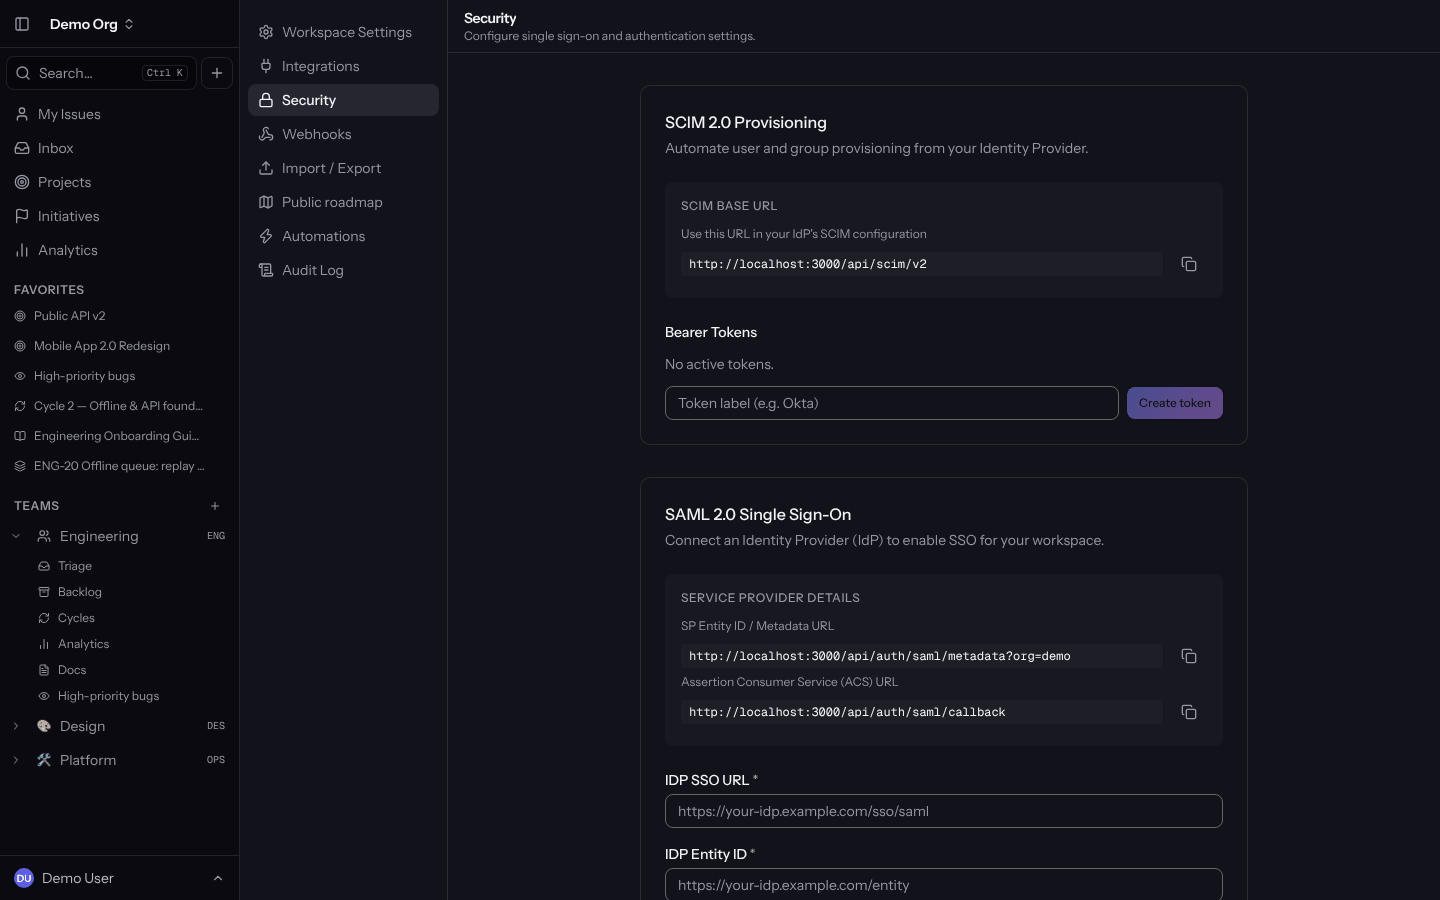 Demo Org
Search...
Ctrl K
My Issues
Inbox
Projects
Initiatives
Analytics
FAVORITES
Public API v2
Mobile App 2.0 Redesign
High-priority bugs
Cycle 2 — Offline & API found...
Engineering Onboarding Gui...
ENG-20 Offline queue: replay ...
TEAMS
Engineering
ENG
Triage
Backlog
Cycles
Analytics
Docs
High-priority bugs
Design
DES
Platform
OPS
DU
Demo User
Workspace Settings
Integrations
Security
Webhooks
Import / Export
Public roadmap
Automations
Audit Log
Security
Configure single sign-on and authentication settings.
SCIM 2.0 Provisioning
Automate user and group provisioning from your Identity Provider.
SCIM BASE URL
Use this URL in your IdP's SCIM configuration
http://localhost:3000/api/scim/v2
Bearer Tokens
No active tokens.
Token label (e.g. Okta)
Create token
SAML 2.0 Single Sign-On
Connect an Identity Provider (IdP) to enable SSO for your workspace.
SERVICE PROVIDER DETAILS
SP Entity ID / Metadata URL
http://localhost:3000/api/auth/saml/metadata?org=demo
Assertion Consumer Service (ACS) URL
http://localhost:3000/api/auth/saml/callback
IDP SSO URL *
https://your-idp.example.com/sso/saml
IDP Entity ID *
https://your-idp.example.com/entity